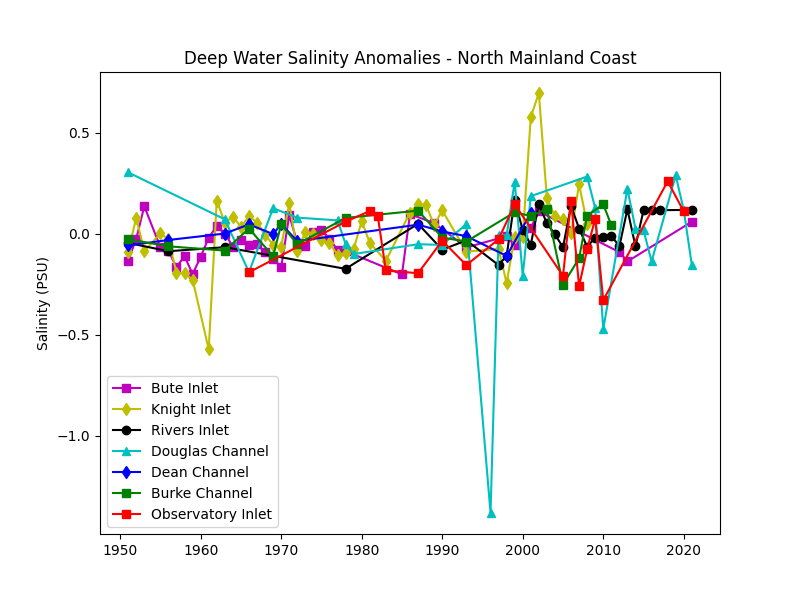 Deep Water Salinity Anomalies - North Mainland Coast
Salinity (PSU)
0.5
0.0
−0.5
−1.0
Bute Inlet
Knight Inlet
Rivers Inlet
Douglas Channel
Dean Channel
Burke Channel
Observatory Inlet
1950 1960 1970 1980 1990 2000 2010 2020